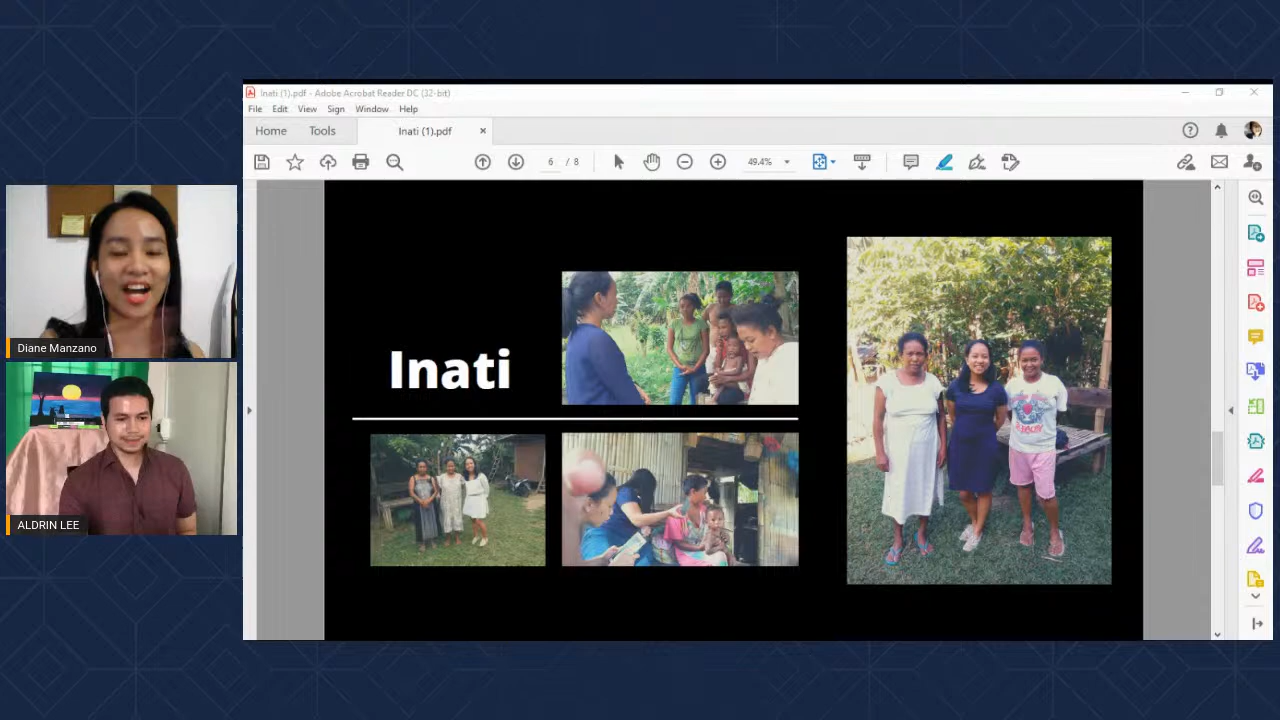 Inati (1).pdf - Adobe Acrobat Reader DC (32-bit)
File Edit View Sign Window Help
Home Tools Inati (1).pdf
6 / 8 49.4%
Inati
Diane Manzano
ALDRIN LEE